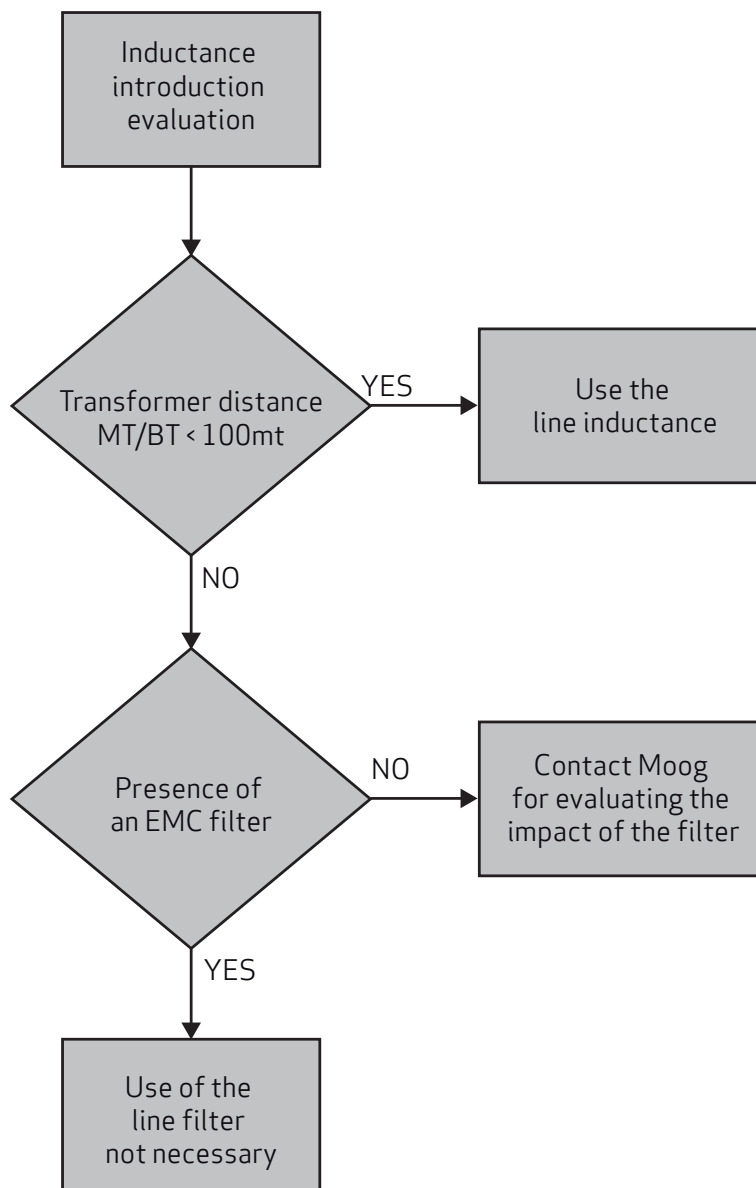 Inductance
introduction
evaluation
Transformer distance
MT/BT < 100mt
YES
Use the
line inductance
NO
Presence of
an EMC filter
NO
Contact Moog
for evaluating the
impact of the filter
YES
Use of the
line filter
not necessary